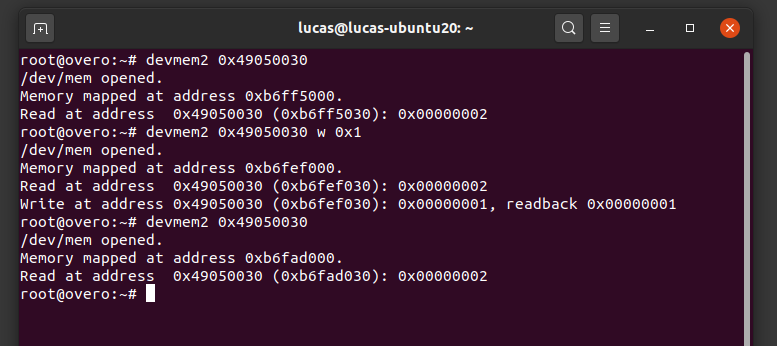 lucas@lucas-ubuntu20: ~
root@overo:~# devmem2 0x49050030
/dev/mem opened.
Memory mapped at address 0xb6ff5000.
Read at address  0x49050030 (0xb6ff5030): 0x00000002
root@overo:~# devmem2 0x49050030 w 0x1
/dev/mem opened.
Memory mapped at address 0xb6fef000.
Read at address  0x49050030 (0xb6fef030): 0x00000002
Write at address 0x49050030 (0xb6fef030): 0x00000001, readback 0x00000001
root@overo:~# devmem2 0x49050030
/dev/mem opened.
Memory mapped at address 0xb6fad000.
Read at address  0x49050030 (0xb6fad030): 0x00000002
root@overo:~#